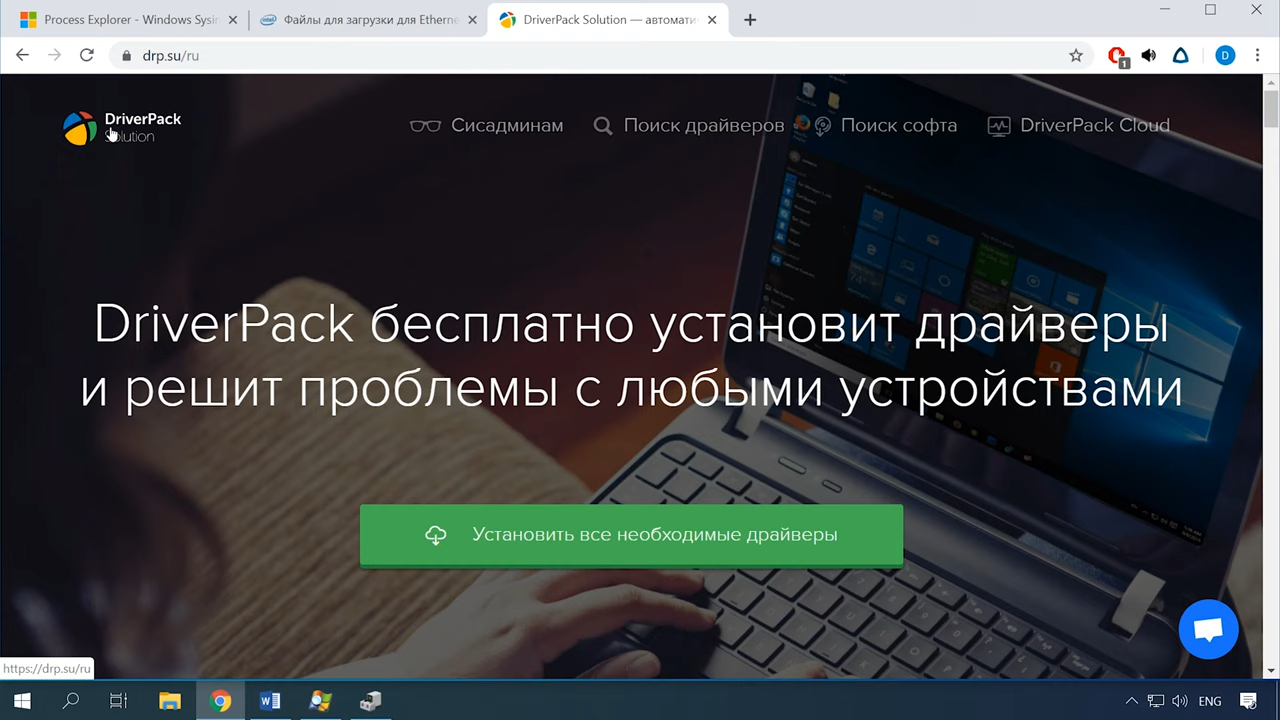 Process Explorer - Windows Sysin
Файлы для загрузки для Etherne
DriverPack Solution — автомати
drp.su/ru
1
D
DriverPack
Solution
Сисадминам
Поиск драйверов
Поиск софта
DriverPack Cloud
DriverPack бесплатно установит драйверы
и решит проблемы с любыми устройствами
Установить все необходимые драйверы
https://drp.su/ru
ENG